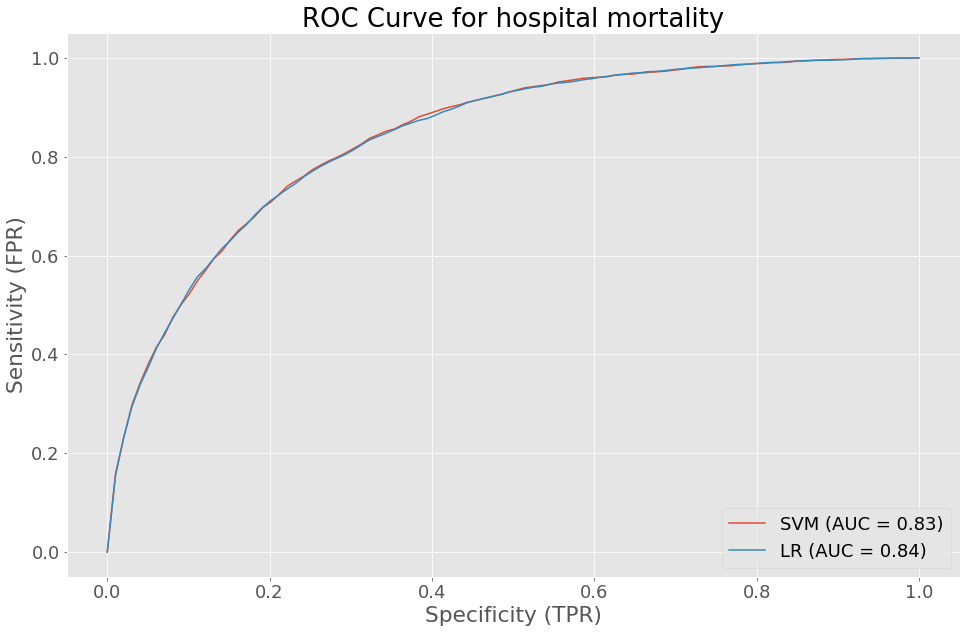 ROC Curve for hospital mortality
1.0
0.8
0.6
0.4
0.2
0.0
Sensitivity (FPR)
0.0 0.2 0.4 0.6 0.8 1.0
Specificity (TPR)
SVM (AUC = 0.83)
LR (AUC = 0.84)